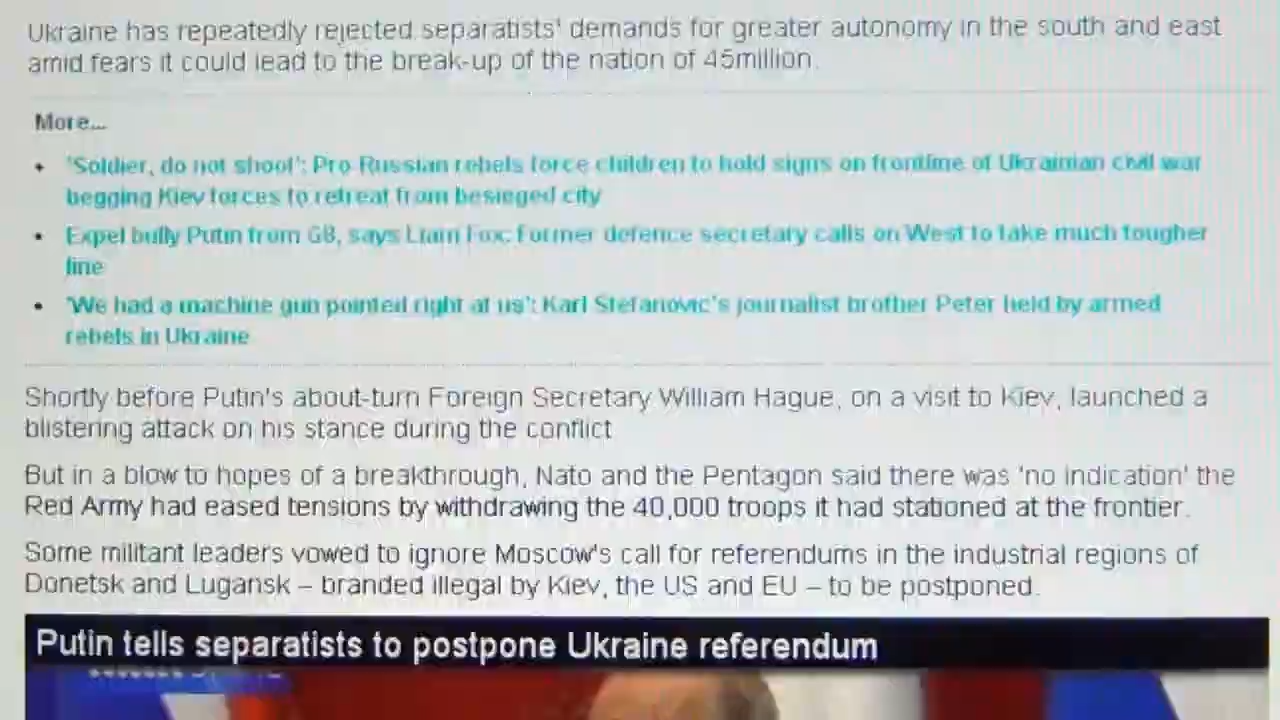 Ukraine has repeatedly rejected separatists' demands for greater autonomy in the south and east
amid fears it could lead to the break-up of the nation of 45million.
More...
'Soldier, do not shoot': Pro-Russian rebels force children to hold signs on frontline of Ukrainian civil war
begging Kiev forces to retreat from besieged city
Expel bully Putin from G8, says Liam Fox: Former defence secretary calls on West to take much tougher
line
'We had a machine gun pointed right at us': Karl Stefanovic's journalist brother Peter held by armed
rebels in Ukraine
Shortly before Putin's about-turn Foreign Secretary William Hague, on a visit to Kiev, launched a
blistering attack on his stance during the conflict
But in a blow to hopes of a breakthrough, Nato and the Pentagon said there was 'no indication' the
Red Army had eased tensions by withdrawing the 40,000 troops it had stationed at the frontier.
Some militant leaders vowed to ignore Moscow's call for referendums in the industrial regions of
Donetsk and Lugansk – branded illegal by Kiev, the US and EU – to be postponed.
Putin tells separatists to postpone Ukraine referendum